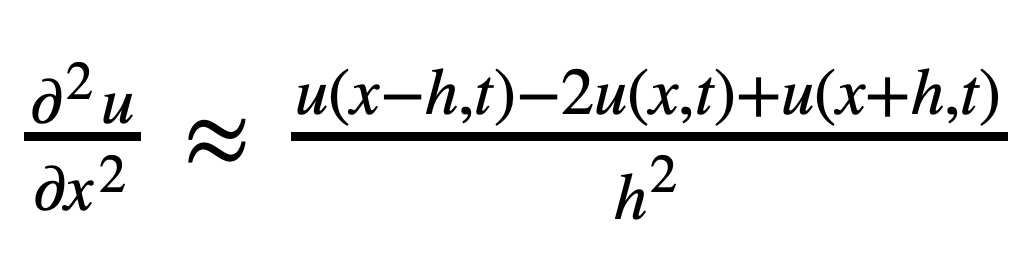 ∂²u/∂x² ≈ (u(x−h,t)−2u(x,t)+u(x+h,t))/h²